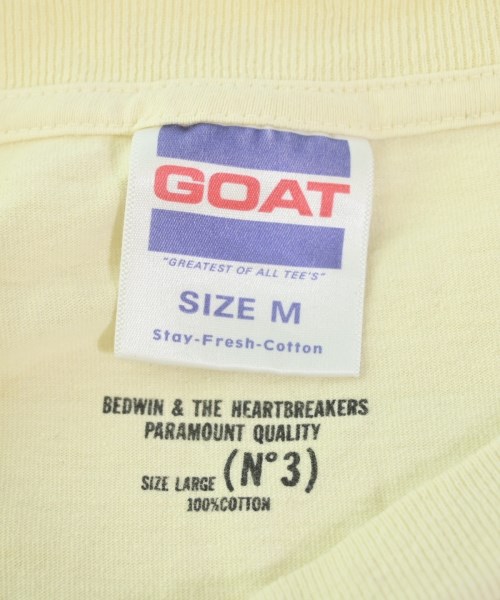 GOAT
"GREATEST OF ALL TEE'S"
SIZE M
Stay-Fresh-Cotton
BEDWIN & THE HEARTBREAKERS
PARAMOUNT QUALITY
SIZE LARGE (N°3)
100%COTTON